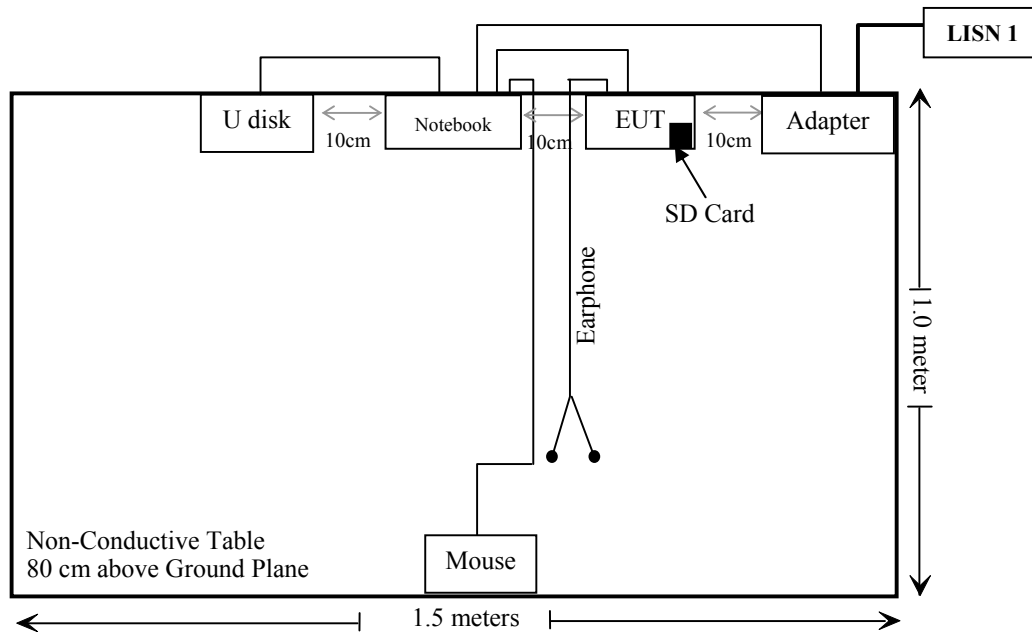 LISN 1
U disk
Notebook
EUT
Adapter
10cm
10cm
10cm
SD Card
Earphone
1.0 meter
Non-Conductive Table
80 cm above Ground Plane
Mouse
1.5 meters